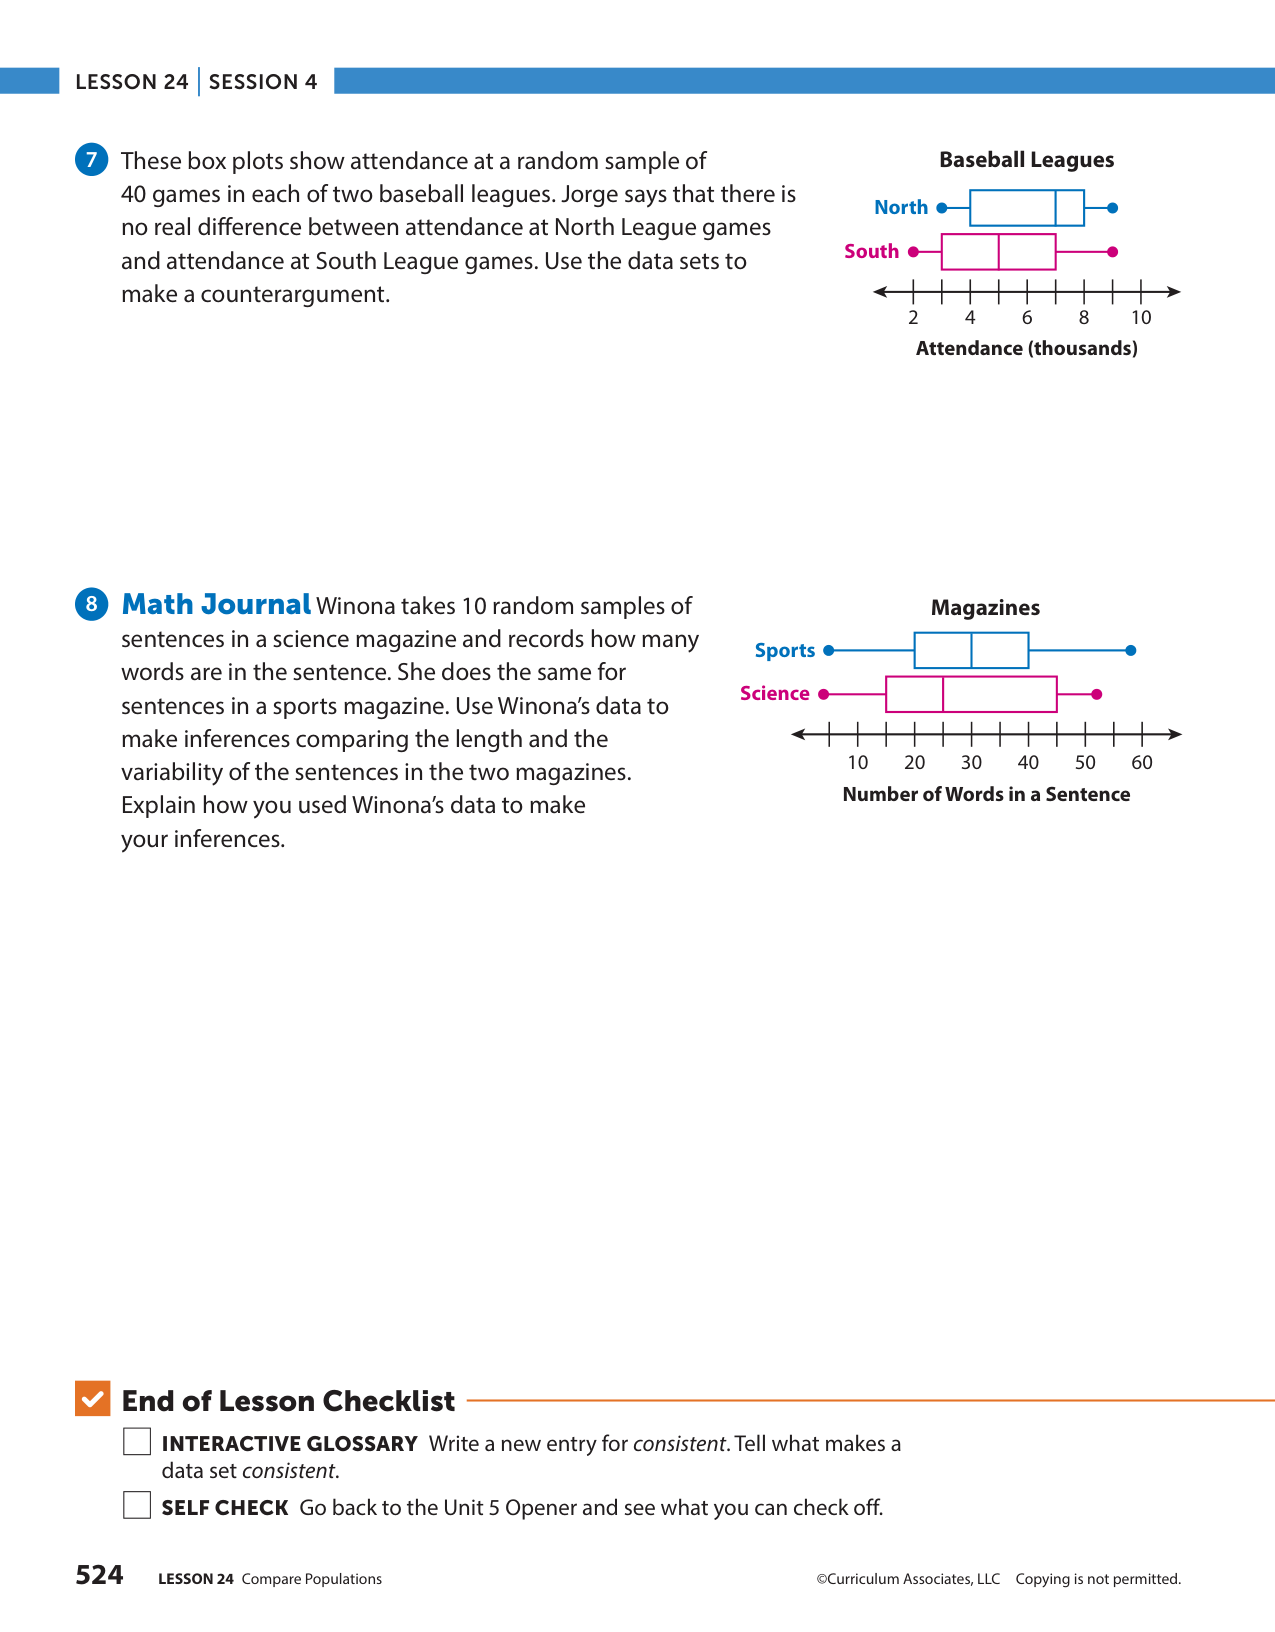 LESSON 24 SESSION 4
7 These box plots show attendance at a random sample of
40 games in each of two baseball leagues. Jorge says that there is
no real difference between attendance at North League games
and attendance at South League games. Use the data sets to
make a counterargument.
Baseball Leagues
North
South
2 4 6 8 10
Attendance (thousands)
8 Math Journal Winona takes 10 random samples of
sentences in a science magazine and records how many
words are in the sentence. She does the same for
sentences in a sports magazine. Use Winona’s data to
make inferences comparing the length and the
variability of the sentences in the two magazines.
Explain how you used Winona’s data to make
your inferences.
Magazines
Sports
Science
10 20 30 40 50 60
Number of Words in a Sentence
End of Lesson Checklist
INTERACTIVE GLOSSARY Write a new entry for consistent. Tell what makes a
data set consistent.
SELF CHECK Go back to the Unit 5 Opener and see what you can check off.
524 LESSON 24 Compare Populations
©Curriculum Associates, LLC Copying is not permitted.